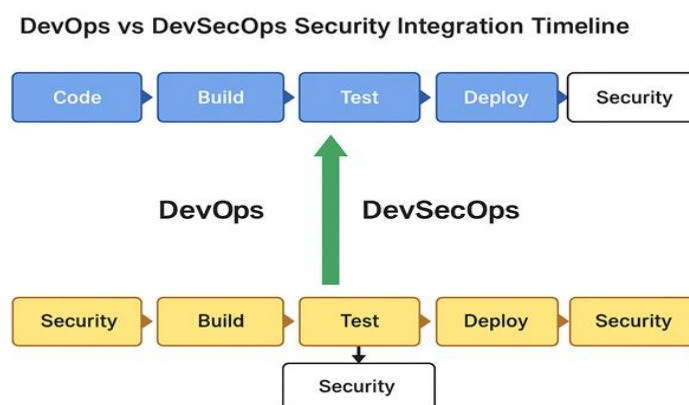 DevOps vs DevSecOps Security Integration Timeline
Code Build Test Deploy Security
DevOps DevSecOps
Security Build Test Deploy Security
Security